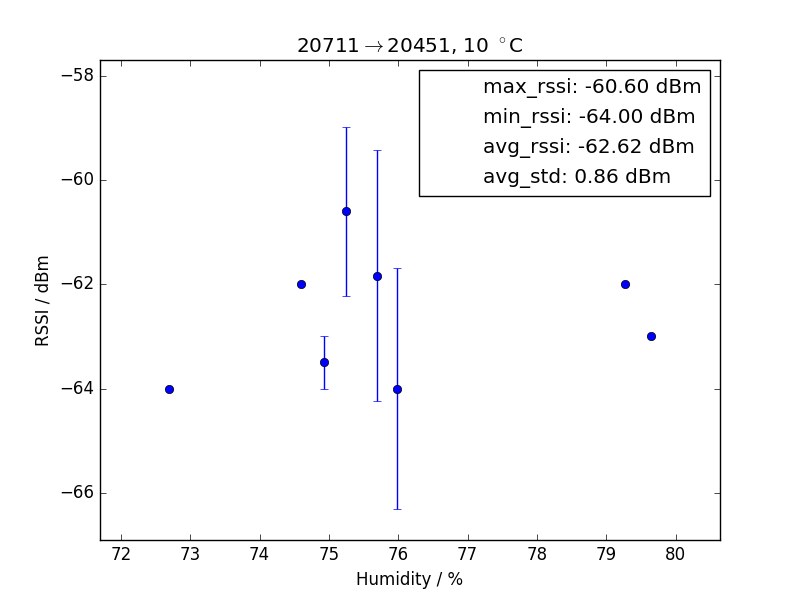 20711→20451, 10 °C
max_rssi: -60.60 dBm
min_rssi: -64.00 dBm
avg_rssi: -62.62 dBm
avg_std: 0.86 dBm
RSSI / dBm
−58
−60
−62
−64
−66
72 73 74 75 76 77 78 79 80
Humidity / %